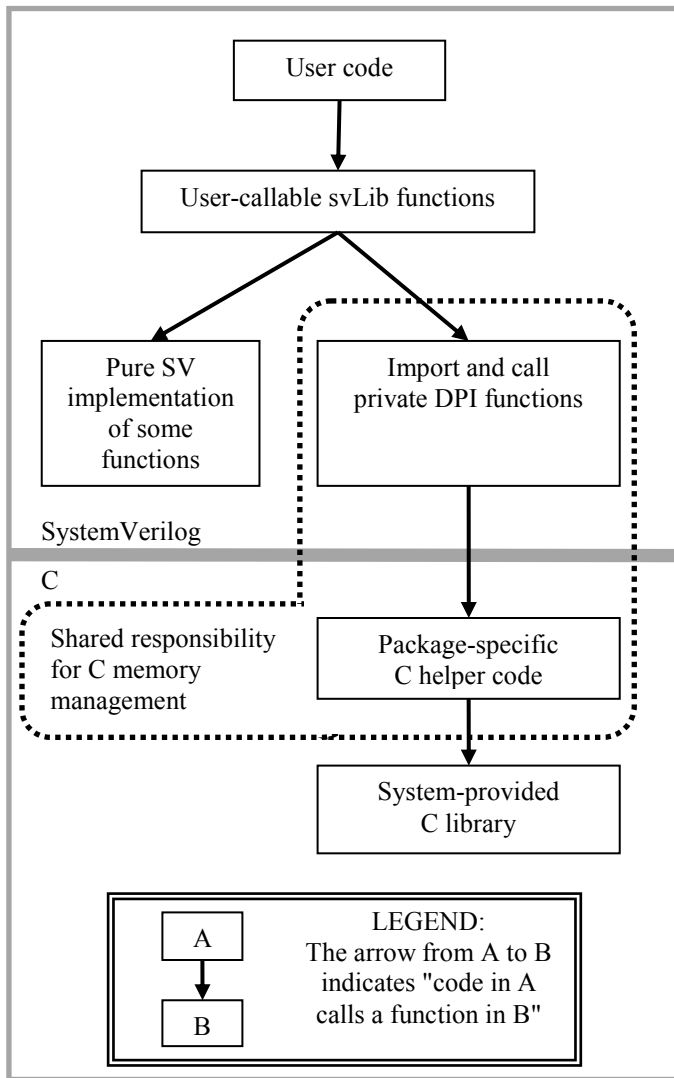 User code
User-callable svLib functions
Pure SV
implementation
of some
functions
Import and call
private DPI functions
SystemVerilog
C
Shared responsibility
for C memory
management
Package-specific
C helper code
System-provided
C library
A
B
LEGEND:
The arrow from A to B
indicates "code in A
calls a function in B"